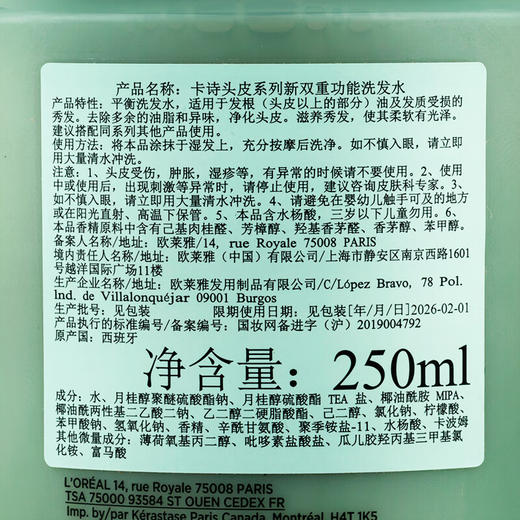 产品名称：卡诗头皮系列新双重功能洗发水
产品特性：平衡洗发水，适用于发根（头皮以上的部分）油及发质受损的
秀发。去除多余的油脂和异味，净化头皮。滋养秀发，使其柔软有光泽。
建议搭配同系列其他产品使用。
使用方法：将本品涂抹于湿发上，充分按摩后洗净。如不慎入眼，请立即
用大量清水冲洗。
注意：1、头皮受伤，肿胀，湿疹等，有异常的时候请不要使用。2、使用
中或使用后，出现刺激等异常时，请停止使用，建议咨询皮肤科专家。3、
如不慎入眼，请立即用大量清水冲洗。4、请避免在婴幼儿触手可及的地方
或在阳光直射、高温下保管。5、本品含水杨酸，三岁以下儿童勿用。6、
本品香精原料中含有己基肉桂醛、芳樟醇、羟基香茅醛、香茅醇、苯甲醇。
备案人名称/地址：欧莱雅/14, rue Royale 75008 PARIS
境内责任人名称/地址：欧莱雅（中国）有限公司/上海市静安区南京西路1601
号越洋国际广场11楼
生产企业名称/地址：欧莱雅发用制品有限公司/C/López Bravo, 78 Pol.
lnd. de Villalonquéjar 09001 Burgos
生产批号：见包装 限期使用日期：见包装[年/月/日]2026-02-01
产品执行的标准编号/备案编号：国妆网备进字（沪）2019004792
原产国：西班牙
净含量：250ml
成分：水、月桂醇聚醚硫酸酯钠、月桂醇硫酸酯 TEA 盐、椰油酰胺 MIPA、
椰油酰两性基二乙酸二钠、乙二醇二硬脂酸酯、己二醇、氯化钠、柠檬酸、
苯甲酸钠、氢氧化钠、香精、辛酰甘氨酸、聚季铵盐-11、水杨酸、卡波姆
其他微量成分：薄荷氧基丙二醇、吡哆素盐酸盐、瓜儿胶羟丙基三甲基氯
化铵、富马酸
L'ORÉAL 14, rue Royale 75008 PARIS
TSA 75000 93584 ST OUEN CEDEX FR
Imp. by/par Kérastase Paris Canada, Montréal, H4T 1K5